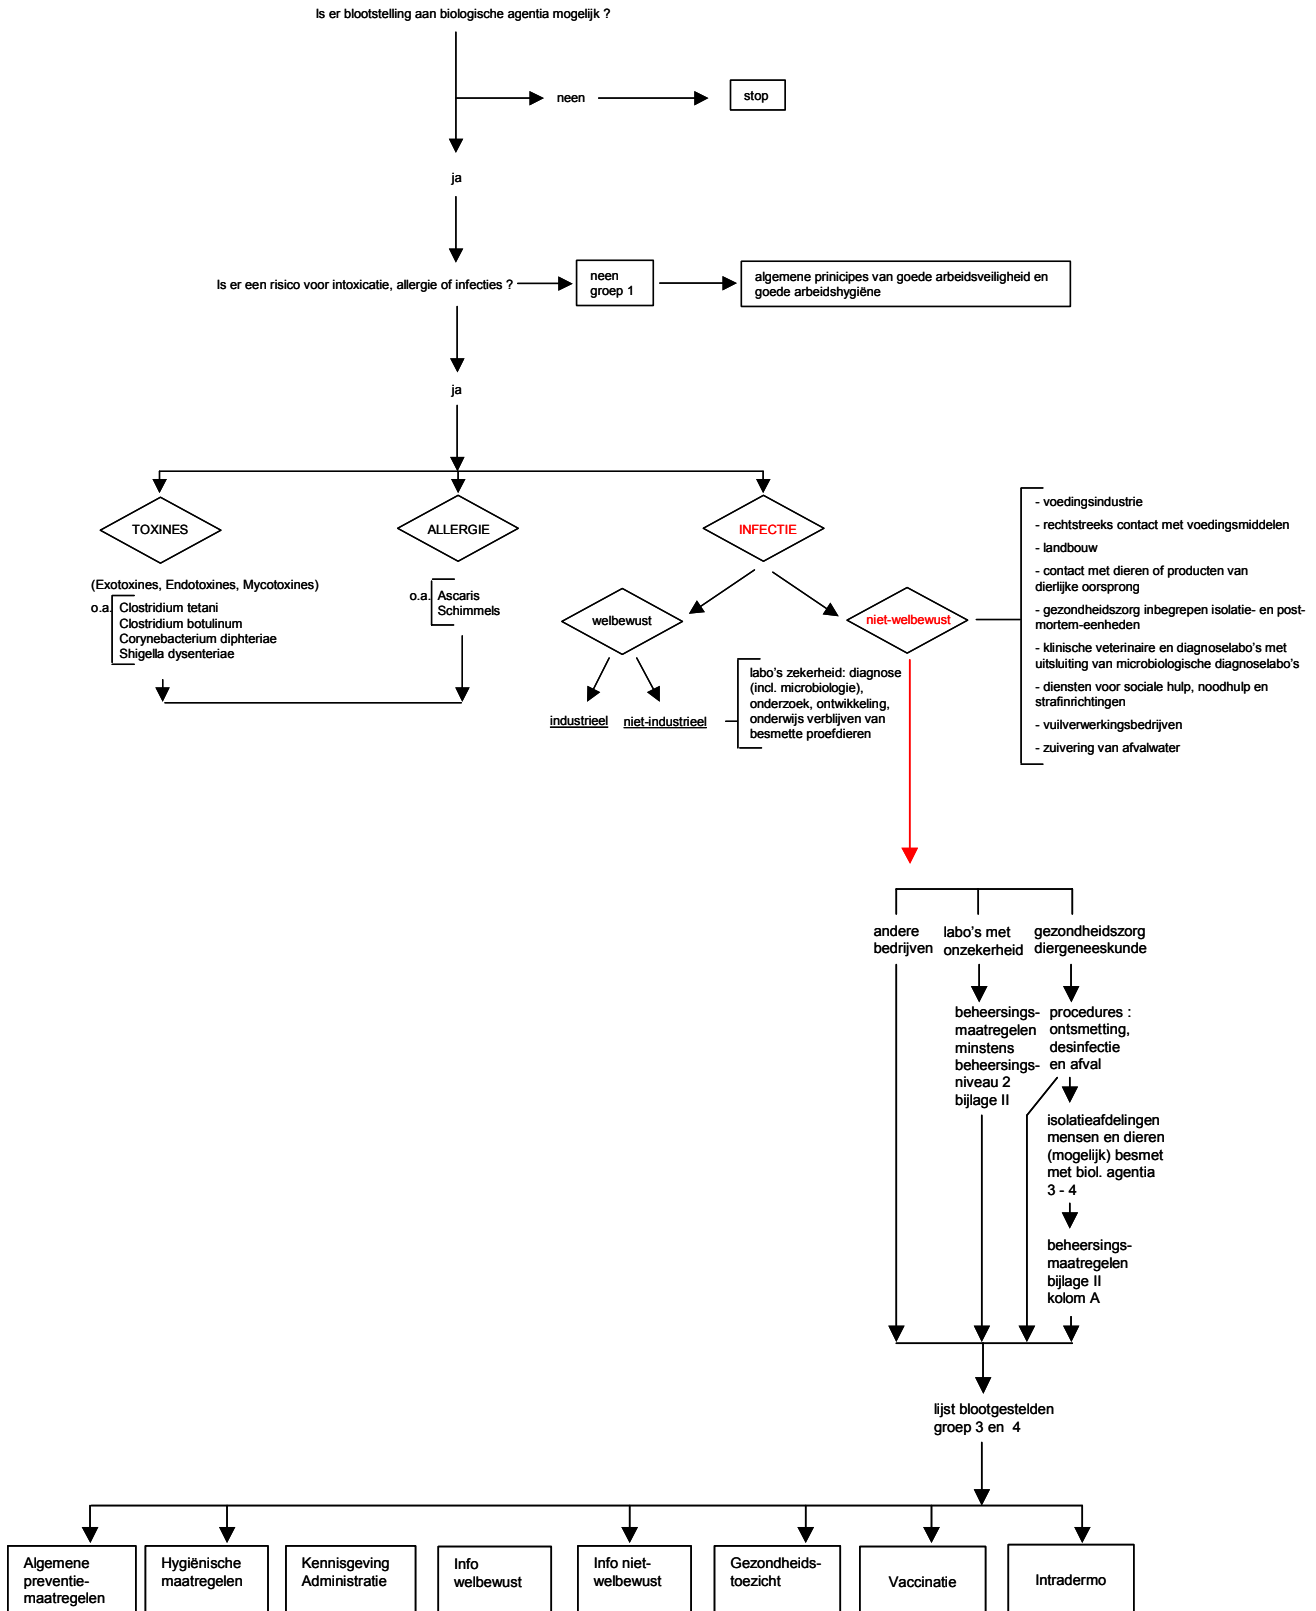 Is er blootstelling aan biologische agentia mogelijk ?
neen
stop
ja
Is er een risico voor intoxicatie, allergie of infecties ?
neen
groep 1
algemene prinicipes van goede arbeidsveiligheid en
goede arbeidshygiëne
ja
TOXINES
ALLERGIE
INFECTIE
(Exotoxines, Endotoxines, Mycotoxines)
o.a.
Clostridium tetani
Clostridium botulinum
Corynebacterium diphteriae
Shigella dysenteriae
o.a.
Ascaris
Schimmels
welbewust
niet-welbewust
industrieel
niet-industrieel
labo's zekerheid: diagnose
(incl. microbiologie),
onderzoek, ontwikkeling,
onderwijs verblijven van
besmette proefdieren
- voedingsindustrie
- rechtstreeks contact met voedingsmiddelen
- landbouw
- contact met dieren of producten van
dierlijke oorsprong
- gezondheidszorg inbegrepen isolatie- en post-
mortem-eenheden
- klinische veterinaire en diagnoselabo's met
uitsluiting van microbiologische diagnoselabo's
- diensten voor sociale hulp, noodhulp en
strafinrichtingen
- vuilverwerkingsbedrijven
- zuivering van afvalwater
andere
bedrijven
labo's met
onzekerheid
gezondheidszorg
diergeneeskunde
beheersings-
maatregelen
minstens
beheersings-
niveau 2
bijlage II
procedures :
ontsmetting,
desinfectie
en afval
isolatieafdelingen
mensen en dieren
(mogelijk) besmet
met biol. agentia
3 - 4
beheersings-
maatregelen
bijlage II
kolom A
lijst blootgestelden
groep 3 en 4
Algemene
preventie-
maatregelen
Hygiënische
maatregelen
Kennisgeving
Administratie
Info
welbewust
Info niet-
welbewust
Gezondheids-
toezicht
Vaccinatie
Intradermo